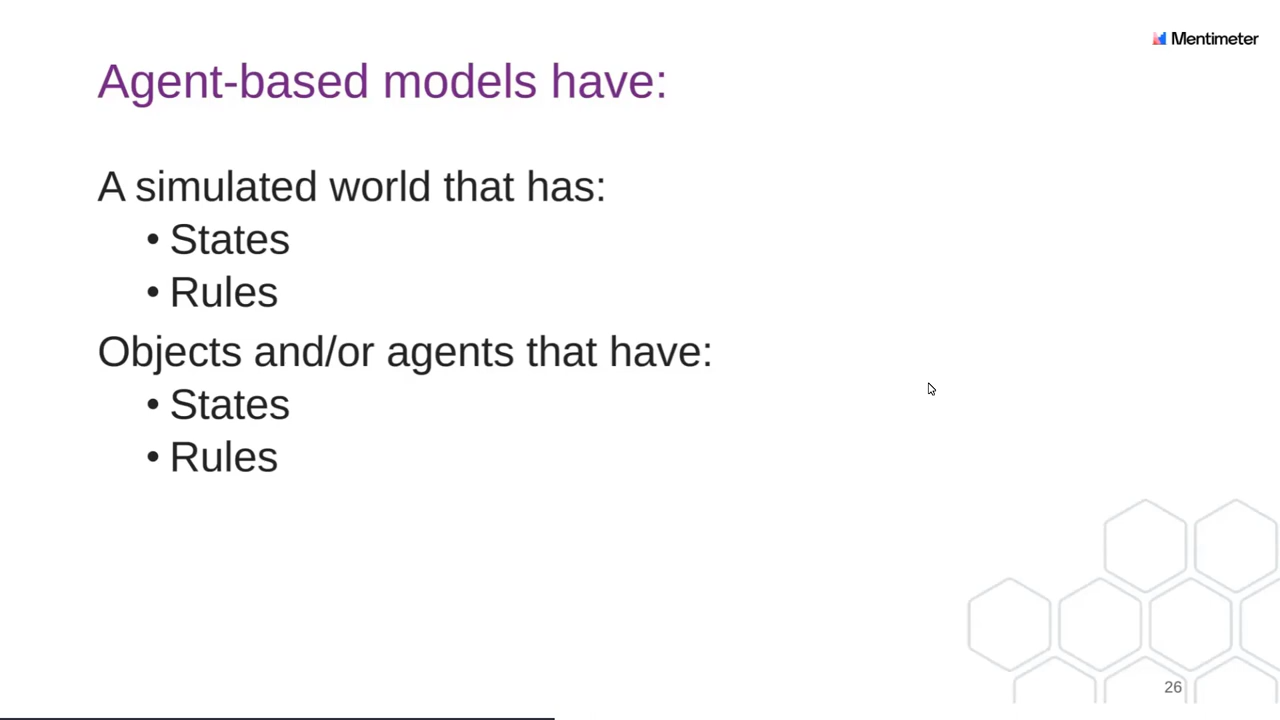 Mentimeter
Agent-based models have:
A simulated world that has:
• States
• Rules
Objects and/or agents that have:
• States
• Rules
26